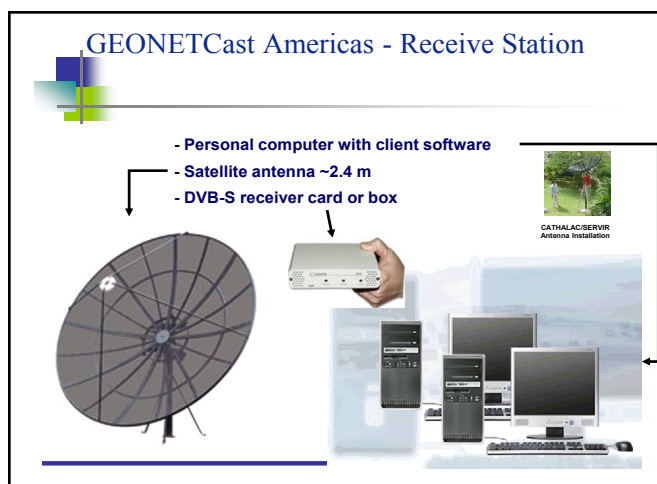 GEONETCast Americas - Receive Station
- Personal computer with client software
- Satellite antenna ~2.4 m
- DVB-S receiver card or box
CATHALAC/SERVIR
Antenna Installation